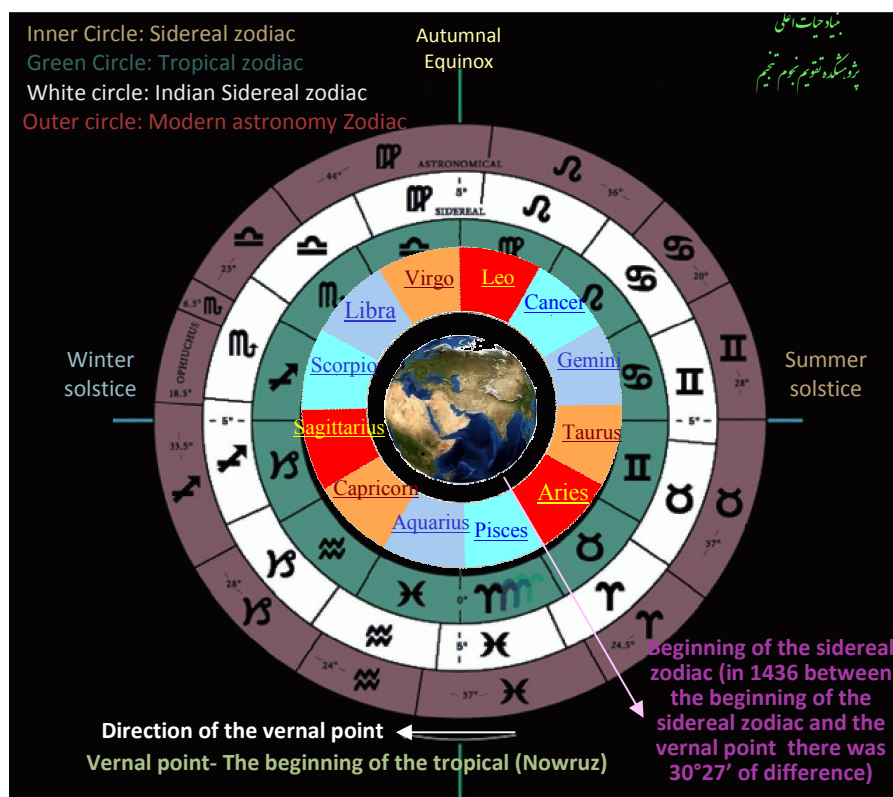 Inner Circle: Sidereal zodiac
Green Circle: Tropical zodiac
White circle: Indian Sidereal zodiac
Outer circle: Modern astronomy Zodiac
Autumnal
Equinox
بنیاد حیات اعلی
پژوهشکده تقویم نجوم تنجیم
Winter
solstice
Summer
solstice
ASTRONOMICAL
44°
36°
20°
28°
37°
24.5°
37°
24°
28°
33.5°
18.5°
OPHIUCHUS
6.5°
23°
SIDEREAL
5°
5°
5°
5°
0°
Virgo
Leo
Cancer
Gemini
Taurus
Aries
Pisces
Aquarius
Capricorn
Sagittarius
Scorpio
Libra
Beginning of the sidereal
zodiac (in 1436 between
the beginning of the
sidereal zodiac and the
vernal point there was
30°27’ of difference)
Direction of the vernal point
Vernal point- The beginning of the tropical (Nowruz)